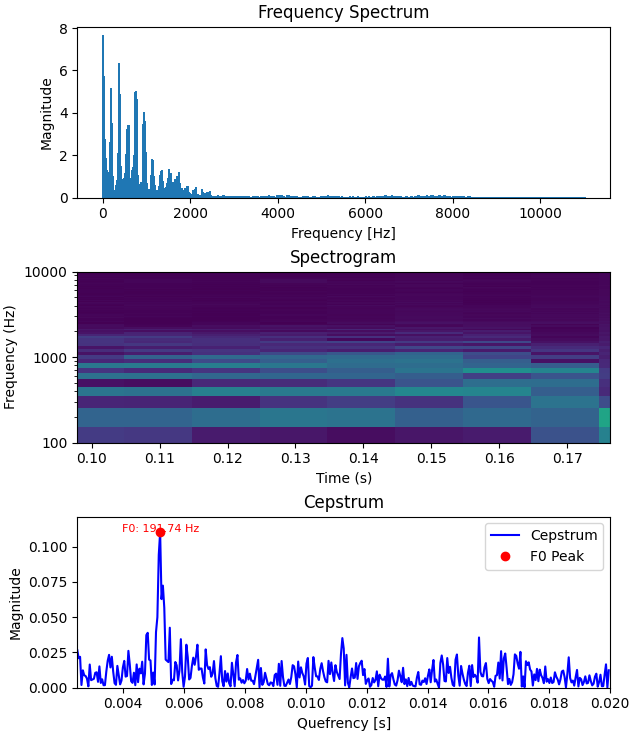 Frequency Spectrum
8
6
4
2
0
Magnitude
0 2000 4000 6000 8000 10000
Frequency [Hz]
Spectrogram
10000
1000
100
Frequency (Hz)
0.10 0.11 0.12 0.13 0.14 0.15 0.16 0.17
Time (s)
Cepstrum
F0: 191.74 Hz
Cepstrum
F0 Peak
0.100
0.075
0.050
0.025
0.000
Magnitude
0.004 0.006 0.008 0.010 0.012 0.014 0.016 0.018 0.020
Quefrency [s]